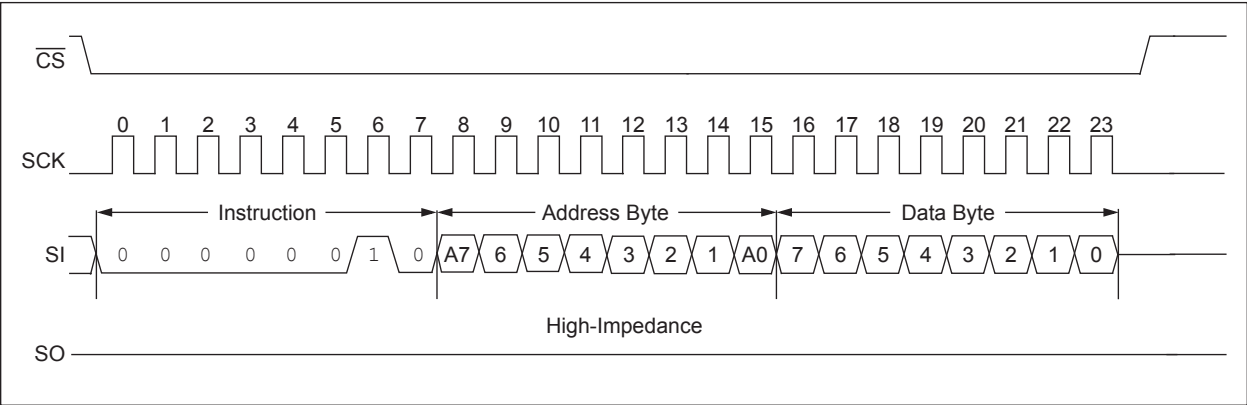 C̅S̅
0 1 2 3 4 5 6 7 8 9 10 11 12 13 14 15 16 17 18 19 20 21 22 23
SCK
Instruction Address Byte Data Byte
SI 0 0 0 0 0 0 1 0 A7 6 5 4 3 2 1 A0 7 6 5 4 3 2 1 0
High-Impedance
SO